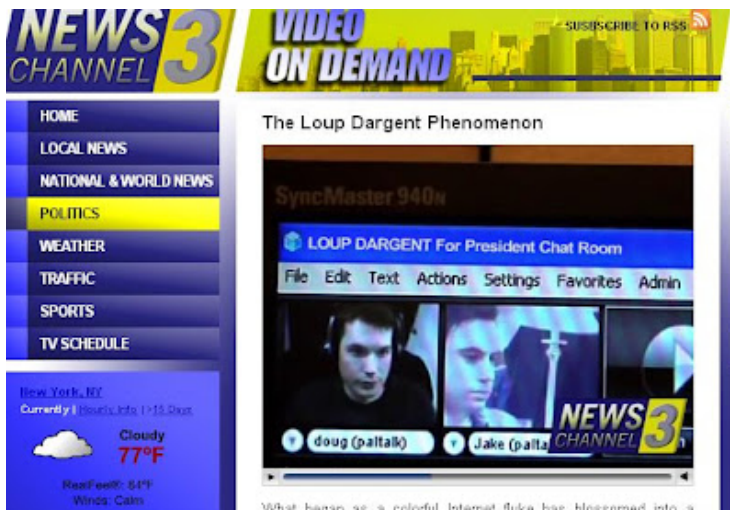 NEWS
CHANNEL 3
VIDEO
ON DEMAND
SUSBSCRIBE TO RSS
HOME
LOCAL NEWS
NATIONAL & WORLD NEWS
POLITICS
WEATHER
TRAFFIC
SPORTS
TV SCHEDULE
New York, NY
Currently | Hourly Info | >15 Days
Cloudy
77°F
RealFeel®: 84°F
Winds: Calm
The Loup Dargent Phenomenon
SyncMaster 940N
LOUP DARGENT For President Chat Room
File Edit Text Actions Settings Favorites Admin
doug (paltalk)
Jake (palta
NEWS
CHANNEL 3
What began as a colorful Internet fluke has blossomed into a